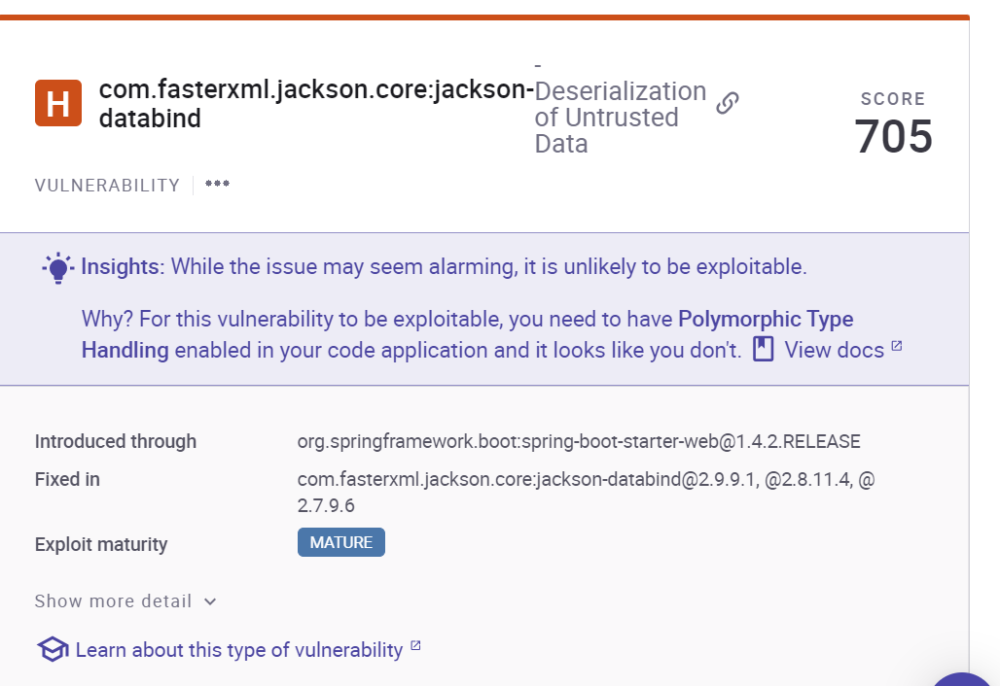 H
com.fasterxml.jackson.core:jackson-
databind
-
Deserialization
of Untrusted
Data
SCORE
705
VULNERABILITY
Insights: While the issue may seem alarming, it is unlikely to be exploitable.
Why? For this vulnerability to be exploitable, you need to have Polymorphic Type
Handling enabled in your code application and it looks like you don't. View docs
Introduced through
org.springframework.boot:spring-boot-starter-web@1.4.2.RELEASE
Fixed in
com.fasterxml.jackson.core:jackson-databind@2.9.9.1, @2.8.11.4, @
2.7.9.6
Exploit maturity
MATURE
Show more detail
Learn about this type of vulnerability